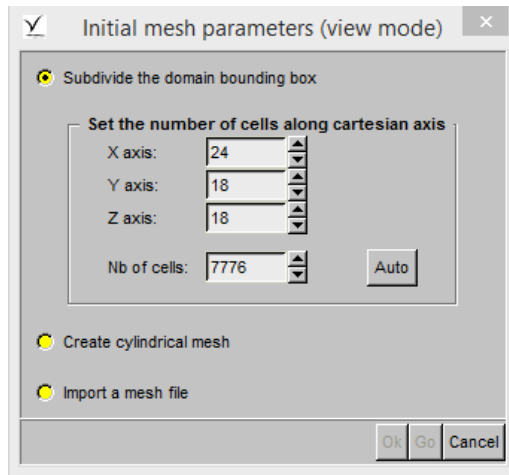 Initial mesh parameters (view mode)
Subdivide the domain bounding box
Set the number of cells along cartesian axis
X axis: 24
Y axis: 18
Z axis: 18
Nb of cells: 7776 Auto
Create cylindrical mesh
Import a mesh file
Ok Go Cancel